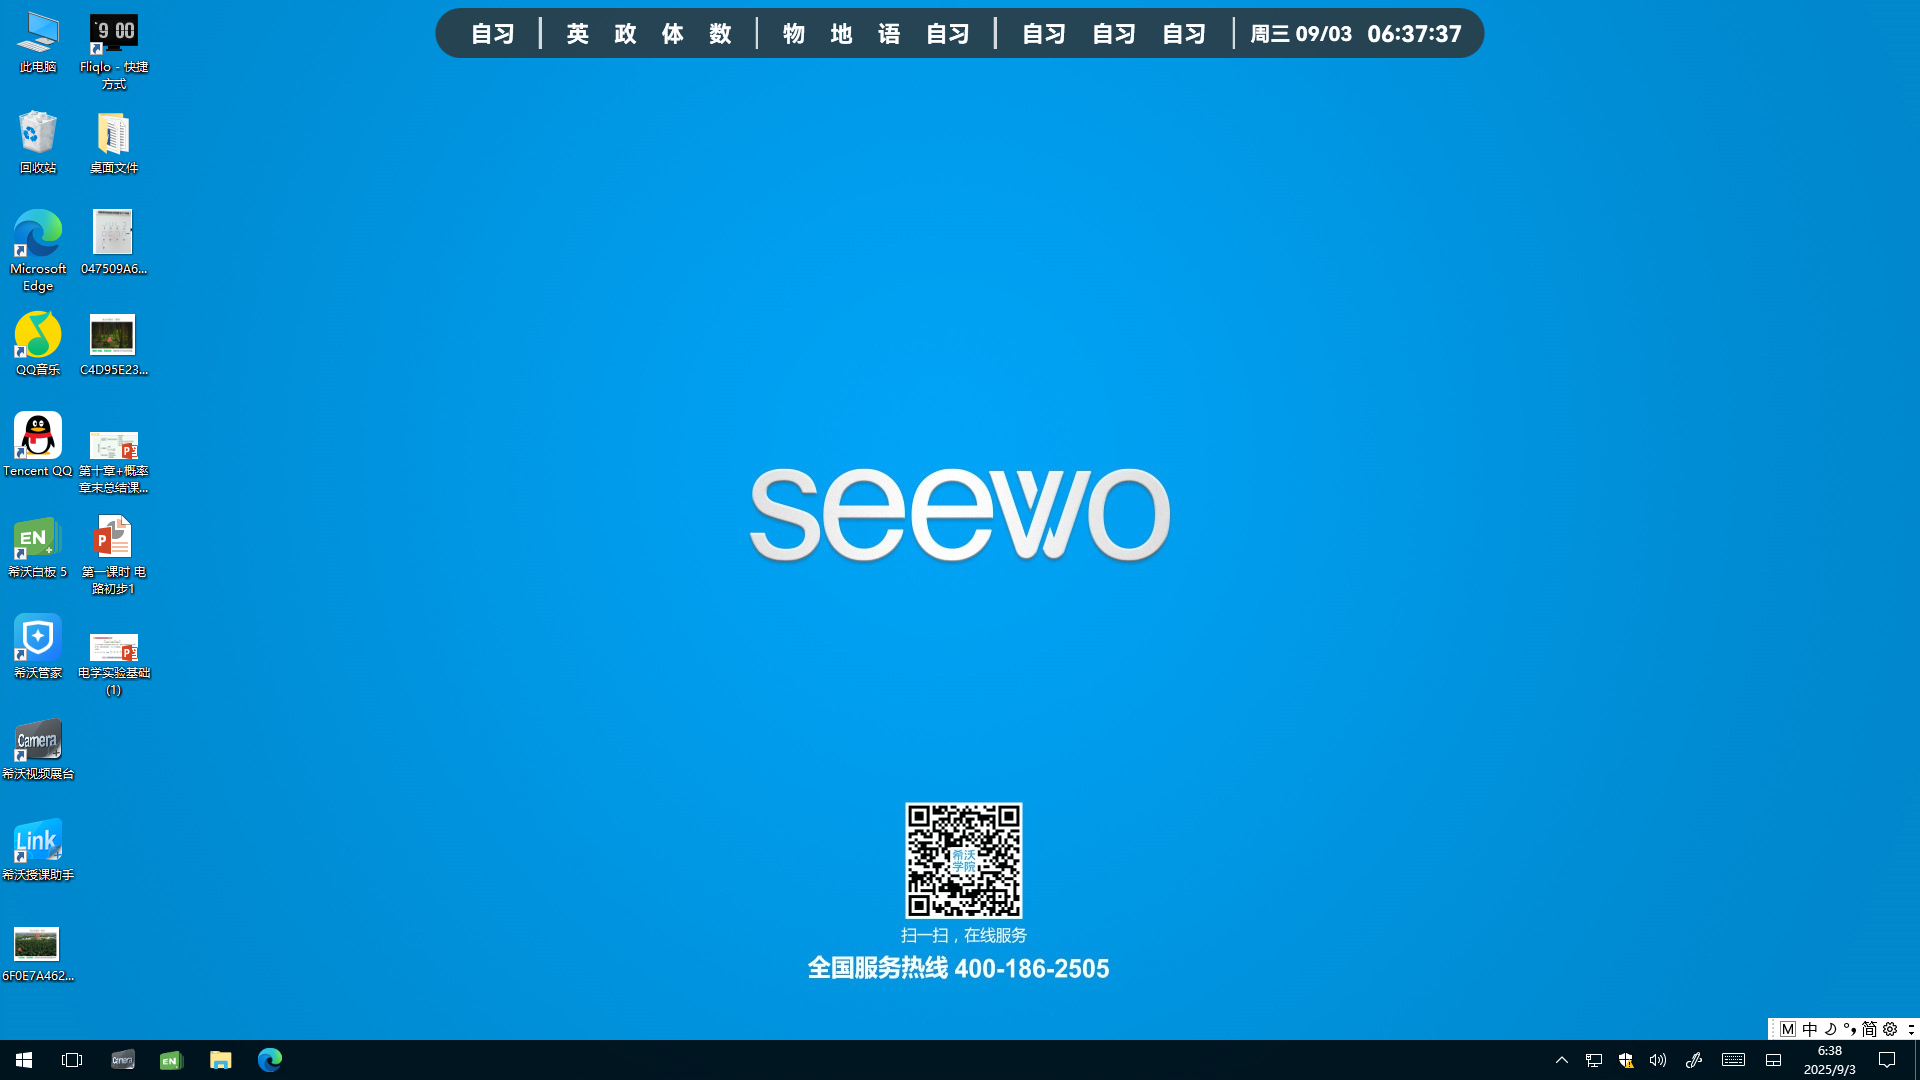 自习 | 英 政 体 数 | 物 地 语 自习 | 自习 自习 自习 | 周三 09/03 06:37:37
此电脑
Fliqlo - 快捷
方式
回收站
桌面文件
Microsoft
Edge
047509A6...
QQ音乐
C4D95E23...
Tencent QQ
第十章+概率
章末总结课...
EN
希沃白板 5
第一课时 电
路初步1
希沃管家
电学实验基础
(1)
Camera
希沃视频展台
Link
希沃授课助手
6F0E7A462...
seewo
希沃
学院
扫一扫，在线服务
全国服务热线 400-186-2505
M 中 简
6:38
2025/9/3